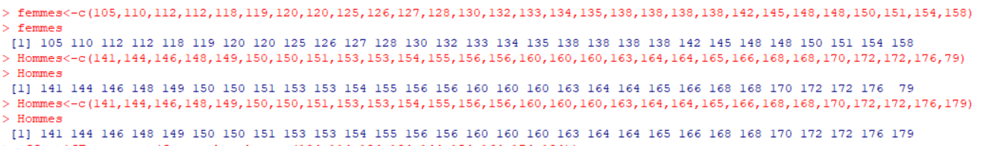 > femmes<-c(105,110,112,112,118,119,120,120,125,126,127,128,130,132,133,134,135,138,138,138,138,142,145,148,148,150,151,154,158)
> femmes
[1] 105 110 112 112 118 119 120 120 125 126 127 128 130 132 133 134 135 138 138 138 138 142 145 148 148 150 151 154 158
> Hommes<-c(141,144,146,148,149,150,150,151,153,153,154,155,156,156,160,160,160,163,164,164,165,166,168,168,170,172,172,176,79)
> Hommes
[1] 141 144 146 148 149 150 150 151 153 153 154 155 156 156 160 160 160 163 164 164 165 166 168 168 170 172 172 176 79
> Hommes<-c(141,144,146,148,149,150,150,151,153,153,154,155,156,156,160,160,160,163,164,164,165,166,168,168,170,172,172,176,179)
> Hommes
[1] 141 144 146 148 149 150 150 151 153 153 154 155 156 156 160 160 160 163 164 164 165 166 168 168 170 172 172 176 179